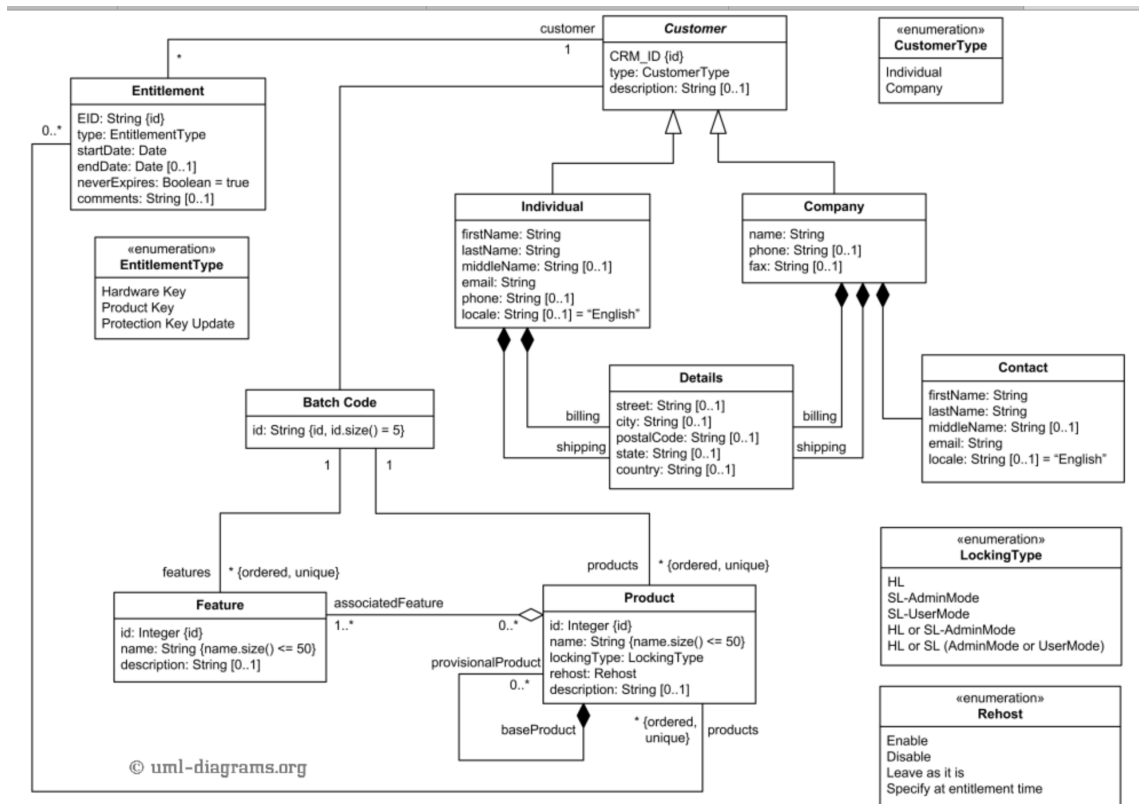 customer
1
*
Customer
CRM_ID {id}
type: CustomerType
description: String [0..1]
«enumeration»
CustomerType
Individual
Company
Entitlement
EID: String {id}
type: EntitlementType
startDate: Date
endDate: Date [0..1]
neverExpires: Boolean = true
comments: String [0..1]
0..*
«enumeration»
EntitlementType
Hardware Key
Product Key
Protection Key Update
Individual
firstName: String
lastName: String
middleName: String [0..1]
email: String
phone: String [0..1]
locale: String [0..1] = “English”
Company
name: String
phone: String [0..1]
fax: String [0..1]
Details
street: String [0..1]
city: String [0..1]
postalCode: String [0..1]
state: String [0..1]
country: String [0..1]
billing
shipping
billing
shipping
Contact
firstName: String
lastName: String
middleName: String [0..1]
email: String
locale: String [0..1] = “English”
Batch Code
id: String {id, id.size() = 5}
1
1
features
* {ordered, unique}
products
* {ordered, unique}
Feature
id: Integer {id}
name: String {name.size() <= 50}
description: String [0..1]
associatedFeature
1..*
0..*
Product
id: Integer {id}
name: String {name.size() <= 50}
lockingType: LockingType
rehost: Rehost
description: String [0..1]
provisionalProduct
0..*
baseProduct
* {ordered,
unique}
products
«enumeration»
LockingType
HL
SL-AdminMode
SL-UserMode
HL or SL-AdminMode
HL or SL (AdminMode or UserMode)
«enumeration»
Rehost
Enable
Disable
Leave as it is
Specify at entitlement time
© uml-diagrams.org